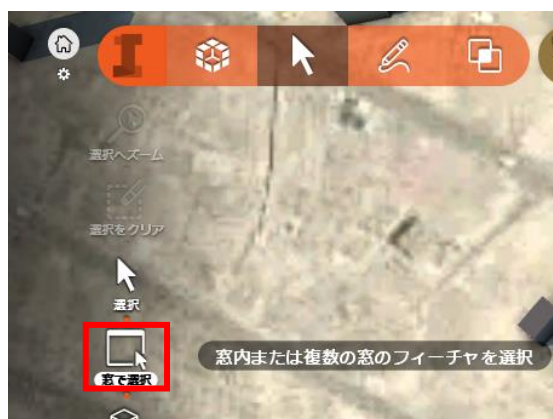 選択へズーム
選択をクリア
選択
窓で選択
窓内または複数の窓のフィーチャを選択